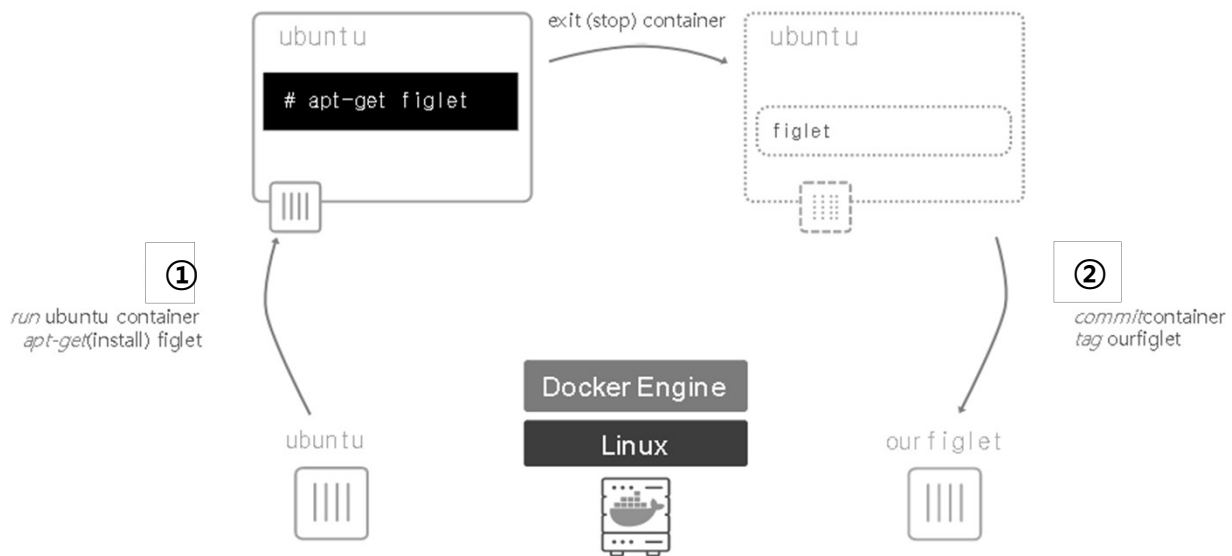 exit (stop) container
ubuntu
# apt-get figlet
ubuntu
figlet
①
run ubuntu container
apt-get(install) figlet
②
commitcontainer
tag ourfiglet
Docker Engine
Linux
ubuntu
ourfiglet